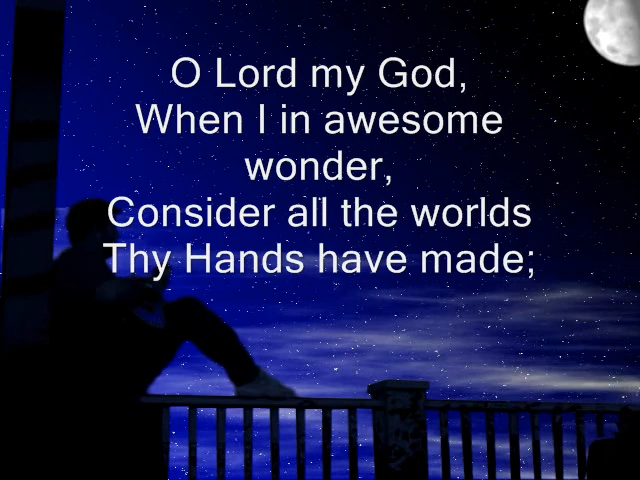 O Lord my God,
When I in awesome
wonder,
Consider all the worlds
Thy Hands have made;